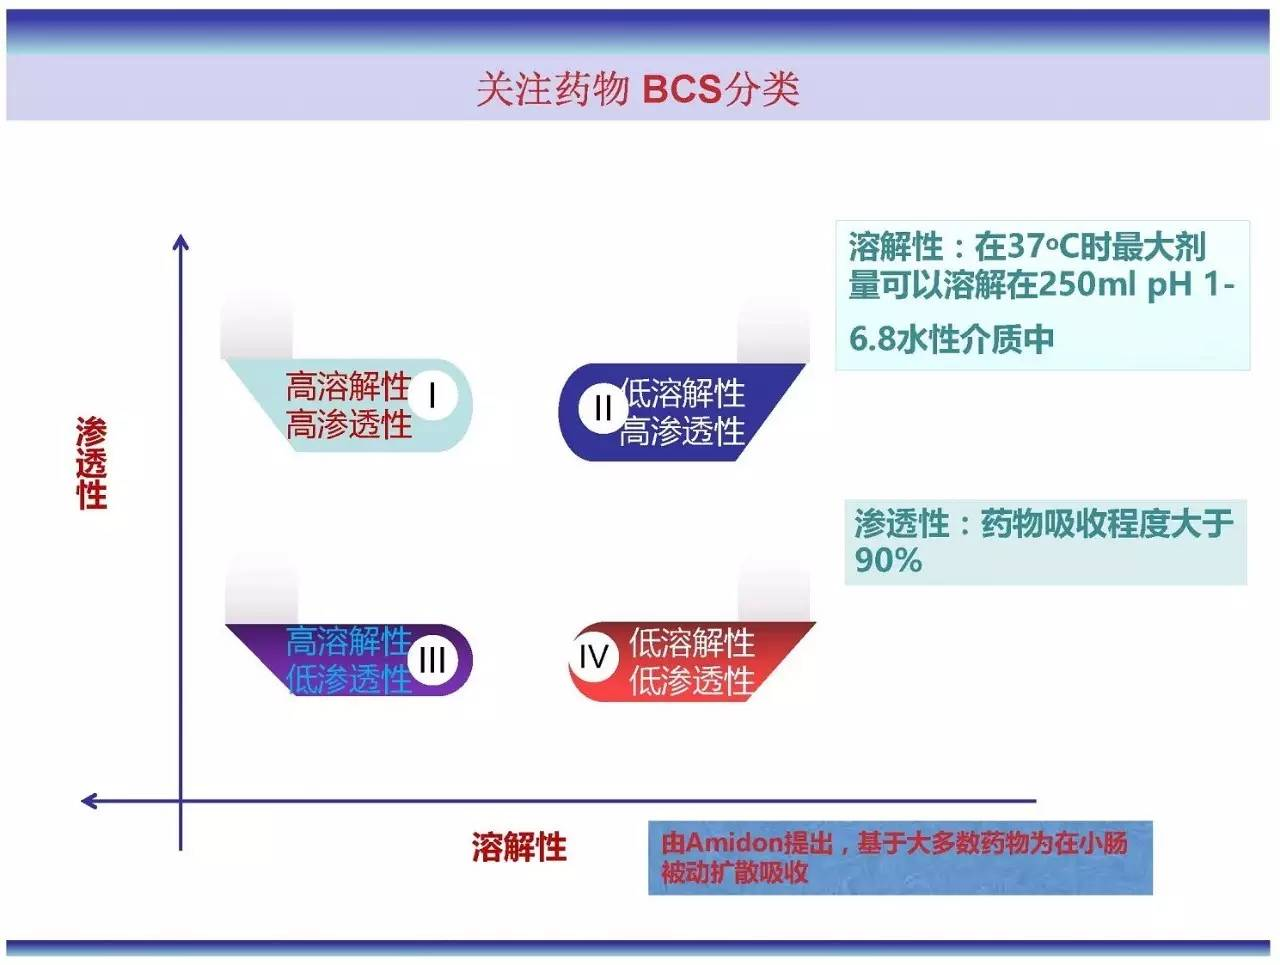 关注药物 BCS分类
溶解性：在37ºC时最大剂
量可以溶解在250ml pH 1-
6.8水性介质中
高溶解性
高渗透性
I
II
低溶解性
高渗透性
渗透性
渗透性：药物吸收程度大于
90%
高溶解性
低渗透性
III
IV
低溶解性
低渗透性
溶解性
由Amidon提出，基于大多数药物为在小肠
被动扩散吸收